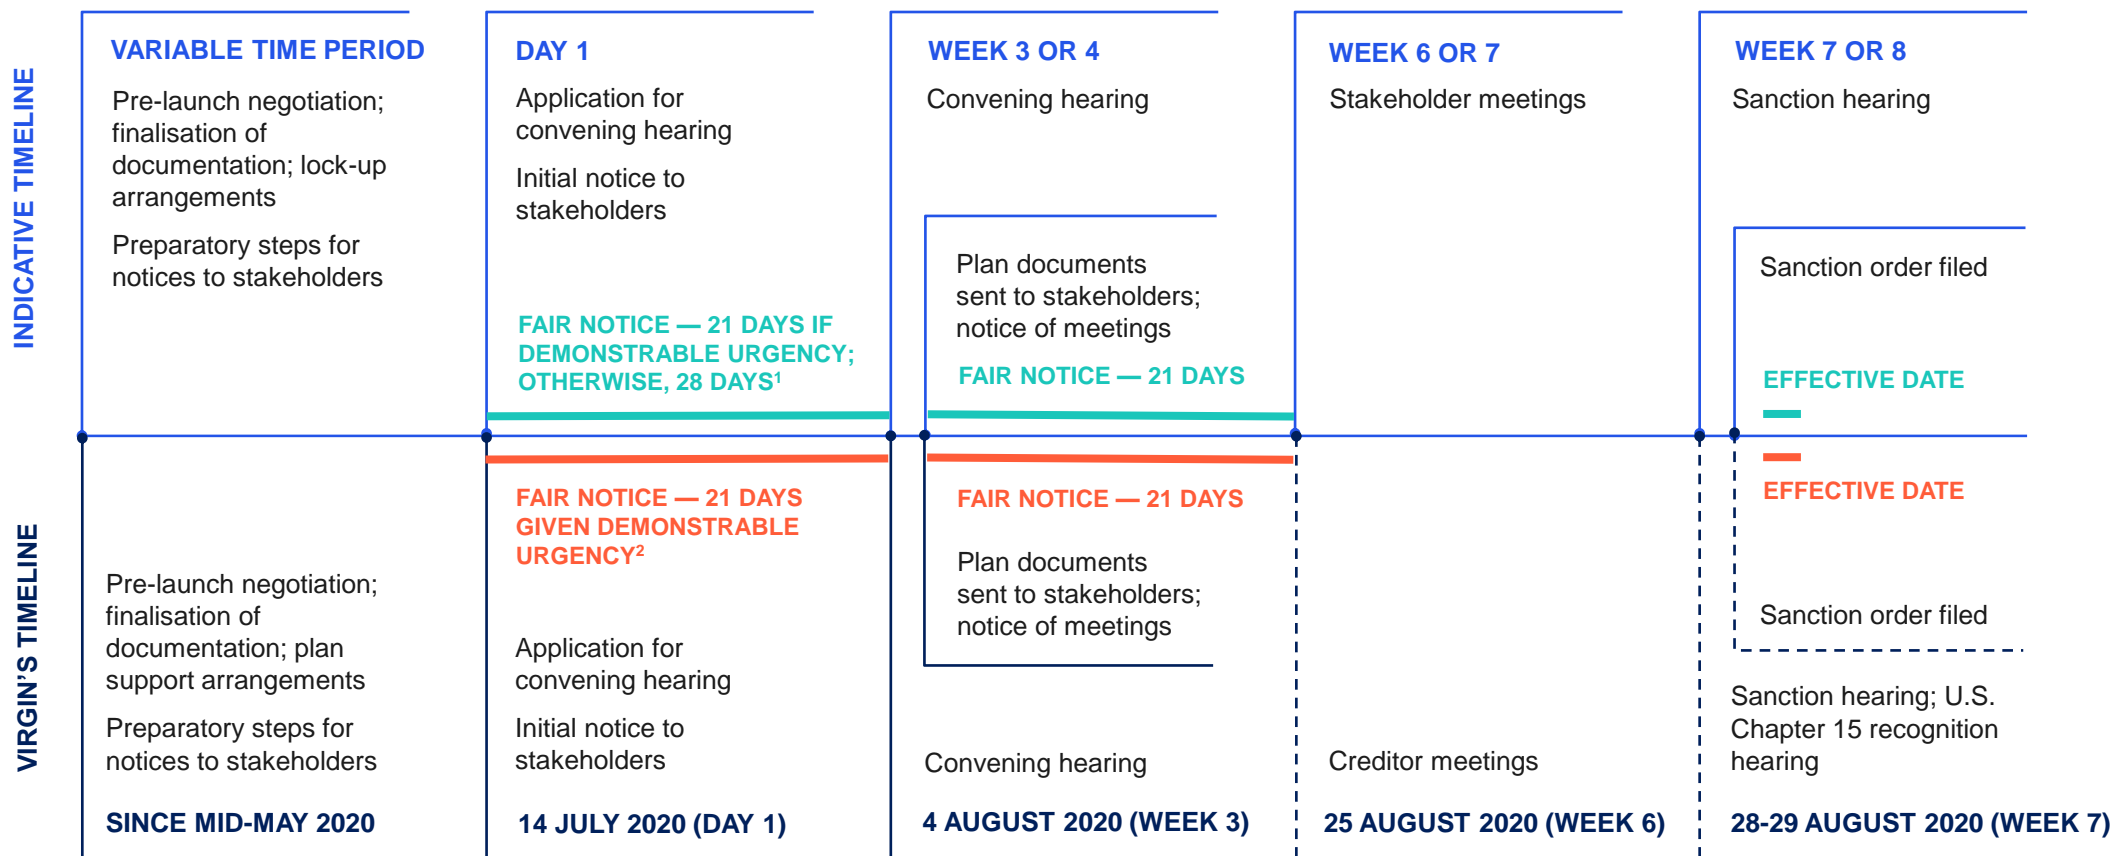 INDICATIVE TIMELINE
VARIABLE TIME PERIOD
Pre-launch negotiation;
finalisation of
documentation; lock-up
arrangements
Preparatory steps for
notices to stakeholders
DAY 1
Application for
convening hearing
Initial notice to
stakeholders
FAIR NOTICE — 21 DAYS IF
DEMONSTRABLE URGENCY;
OTHERWISE, 28 DAYS¹
WEEK 3 OR 4
Convening hearing
Plan documents
sent to stakeholders;
notice of meetings
FAIR NOTICE — 21 DAYS
WEEK 6 OR 7
Stakeholder meetings
WEEK 7 OR 8
Sanction hearing
Sanction order filed
EFFECTIVE DATE
VIRGIN'S TIMELINE
Pre-launch negotiation;
finalisation of
documentation; plan
support arrangements
Preparatory steps for
notices to stakeholders
SINCE MID-MAY 2020
FAIR NOTICE — 21 DAYS
GIVEN DEMONSTRABLE
URGENCY²
Application for
convening hearing
Initial notice to
stakeholders
14 JULY 2020 (DAY 1)
FAIR NOTICE — 21 DAYS
Plan documents
sent to stakeholders;
notice of meetings
Convening hearing
4 AUGUST 2020 (WEEK 3)
Creditor meetings
25 AUGUST 2020 (WEEK 6)
EFFECTIVE DATE
Sanction order filed
Sanction hearing; U.S.
Chapter 15 recognition
hearing
28-29 AUGUST 2020 (WEEK 7)